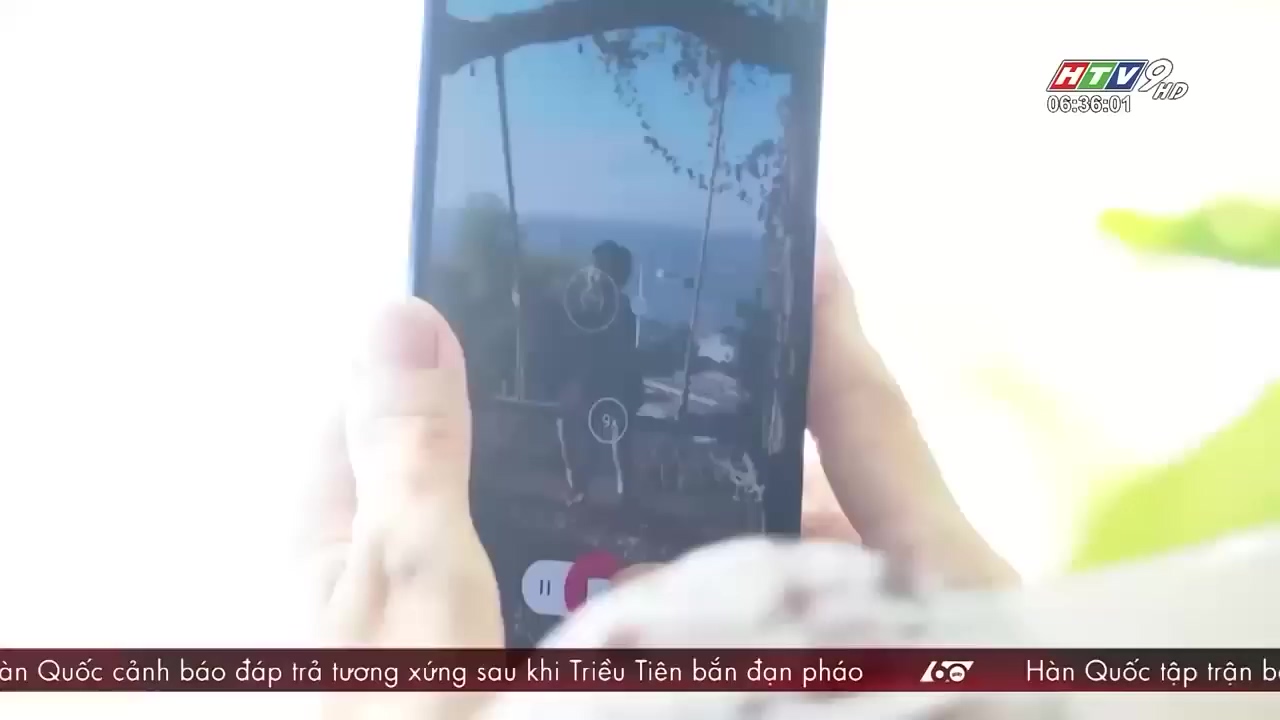 HTV9 HD
06:36:01
àn Quốc cảnh báo đáp trả tương xứng sau khi Triều Tiên bắn đạn pháo 60 Hàn Quốc tập trận b